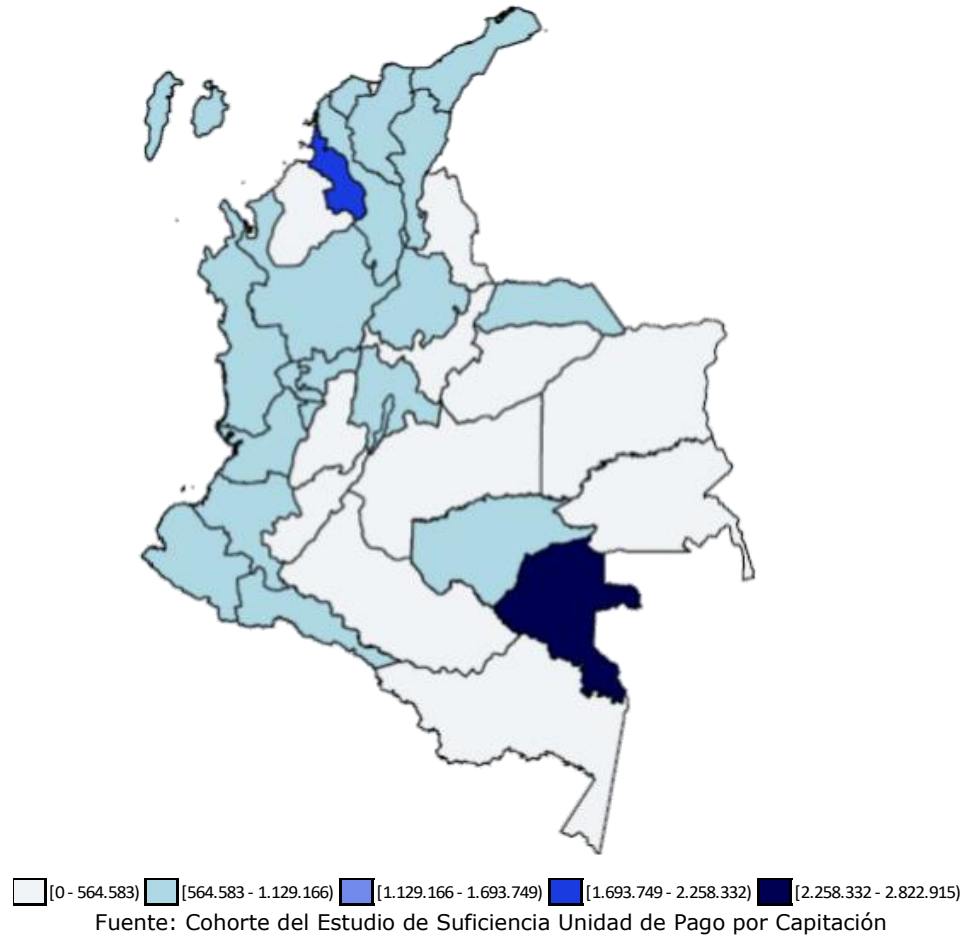 [0 - 564.583) [564.583 - 1.129.166) [1.129.166 - 1.693.749) [1.693.749 - 2.258.332) [2.258.332 - 2.822.915)
Fuente: Cohorte del Estudio de Suficiencia Unidad de Pago por Capitación